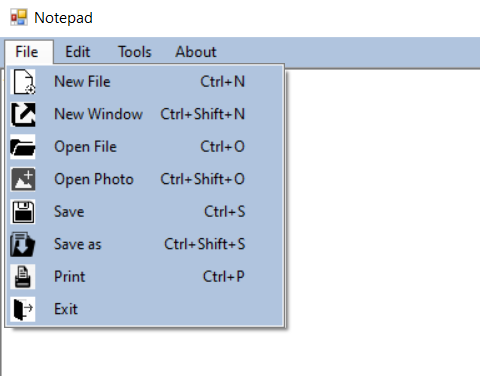 Notepad
File Edit Tools About
New File Ctrl+N
New Window Ctrl+Shift+N
Open File Ctrl+O
Open Photo Ctrl+Shift+O
Save Ctrl+S
Save as Ctrl+Shift+S
Print Ctrl+P
Exit